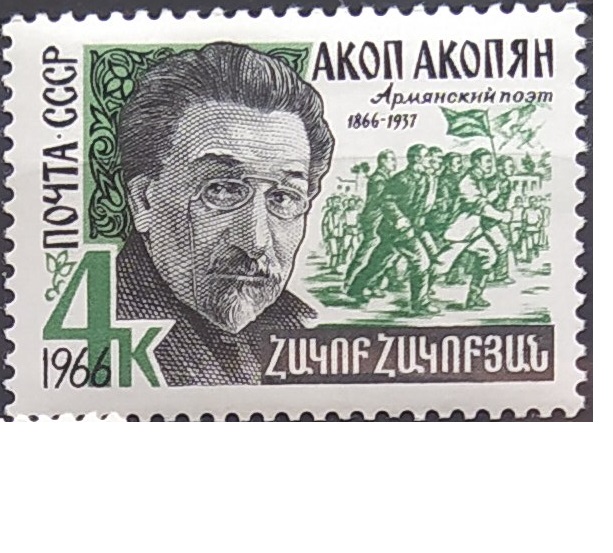 ПОЧТА·СССР
АКОП АКОПЯН
Армянский поэт
1866-1937
4К
1966
ՀԱԿՈԲ ՀԱԿՈԲՅԱՆ